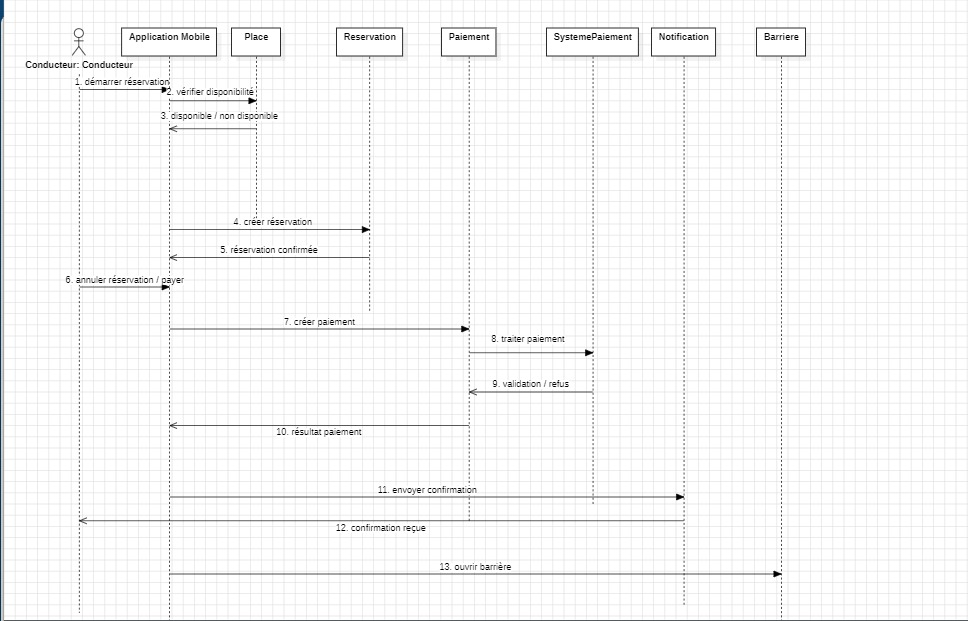 Application Mobile
Place
Reservation
Paiement
SystemePaiement
Notification
Barriere
Conducteur: Conducteur
1. démarrer réservation
2. vérifier disponibilité
3. disponible / non disponible
4. créer réservation
5. réservation confirmée
6. annuler réservation / payer
7. créer paiement
8. traiter paiement
9. validation / refus
10. résultat paiement
11. envoyer confirmation
12. confirmation reçue
13. ouvrir barrière